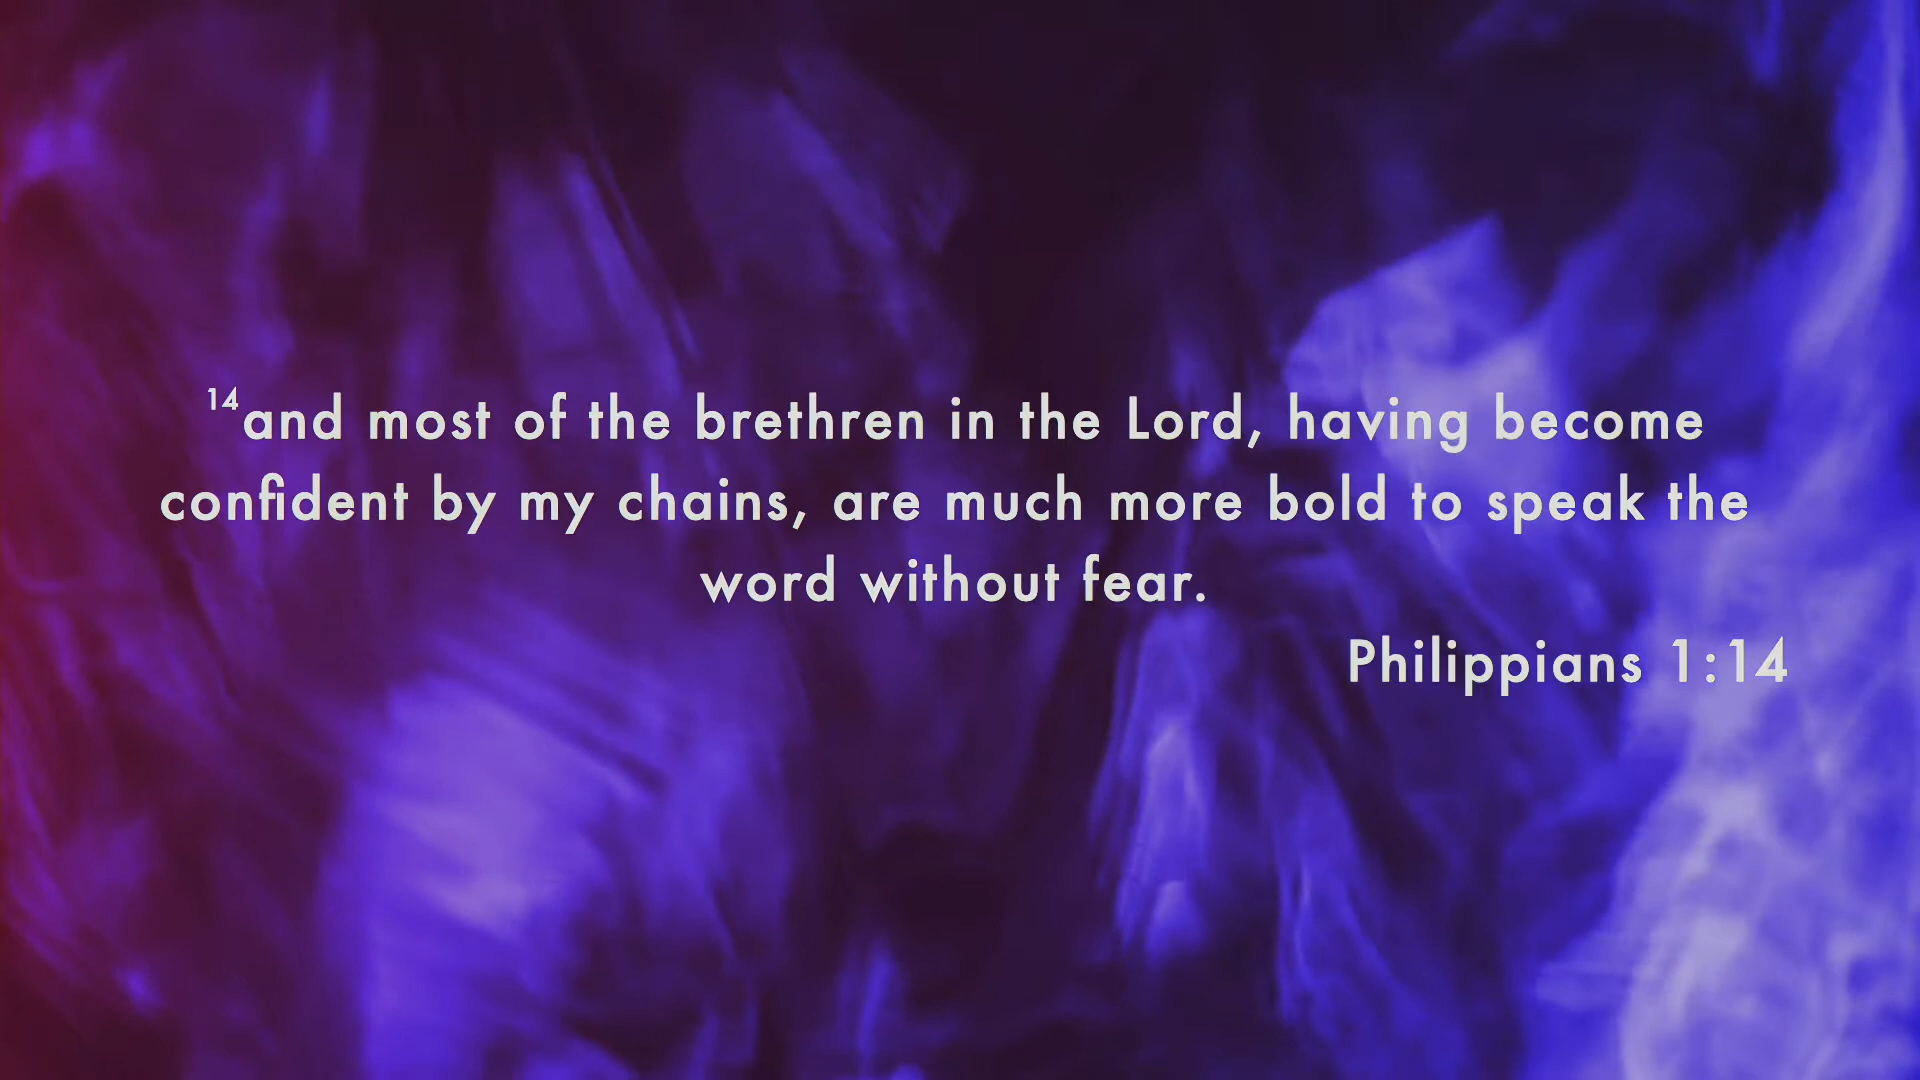 14and most of the brethren in the Lord, having become
confident by my chains, are much more bold to speak the
word without fear.
Philippians 1:14